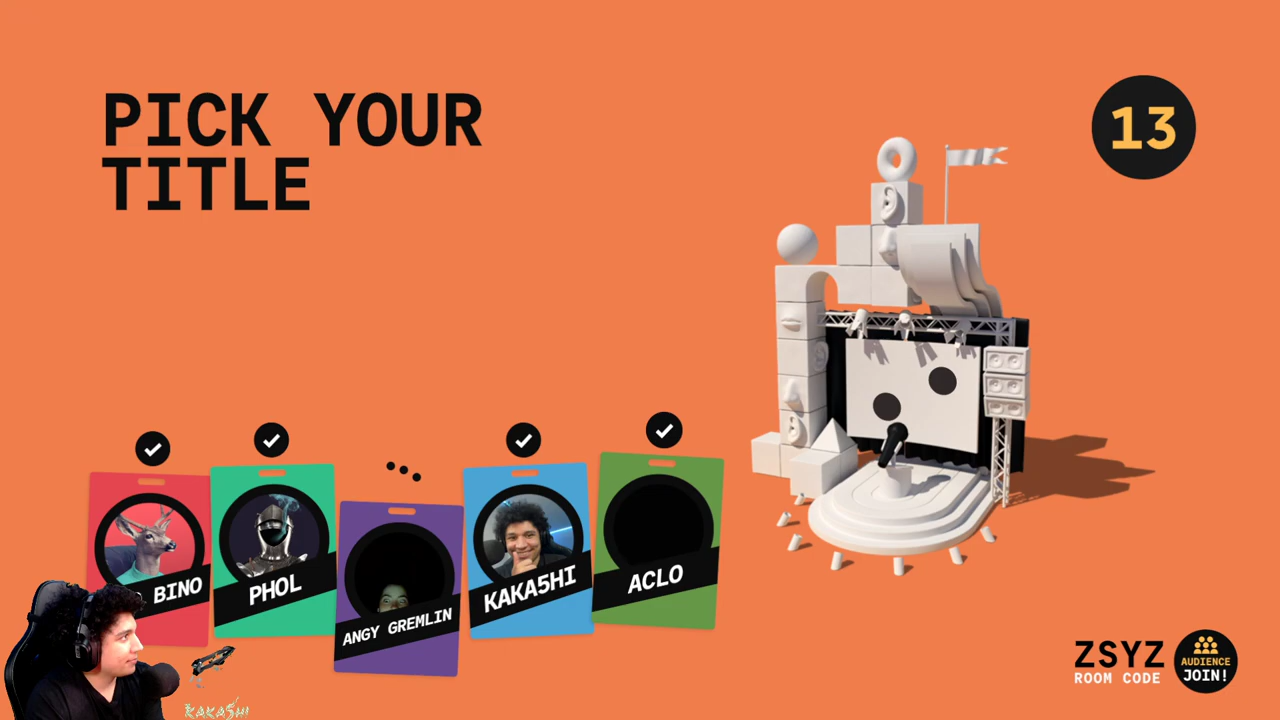 PICK YOUR
TITLE
13
BINO
PHOL
ANGY GREMLIN
KAKA5HI
ACLO
KAKA5HI
ZSYZ
ROOM CODE
AUDIENCE
JOIN!